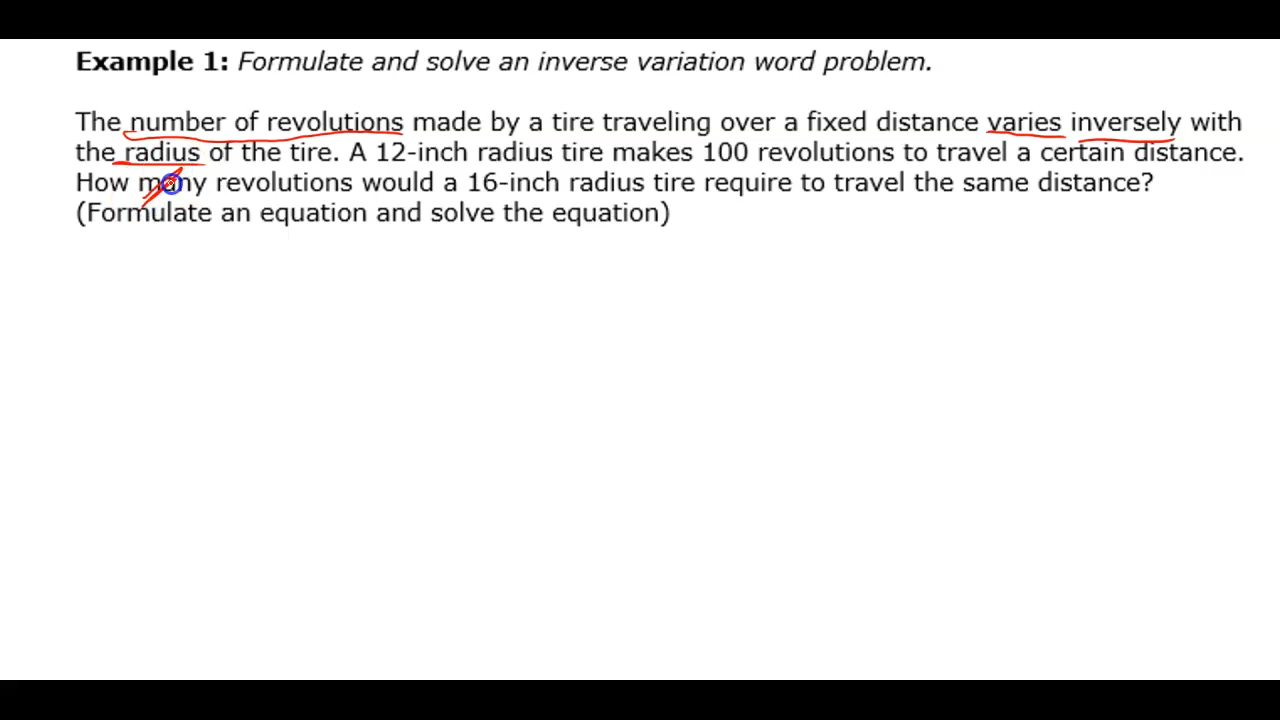 Example 1: Formulate and solve an inverse variation word problem.
The number of revolutions made by a tire traveling over a fixed distance varies inversely with
the radius of the tire. A 12-inch radius tire makes 100 revolutions to travel a certain distance.
How many revolutions would a 16-inch radius tire require to travel the same distance?
(Formulate an equation and solve the equation)